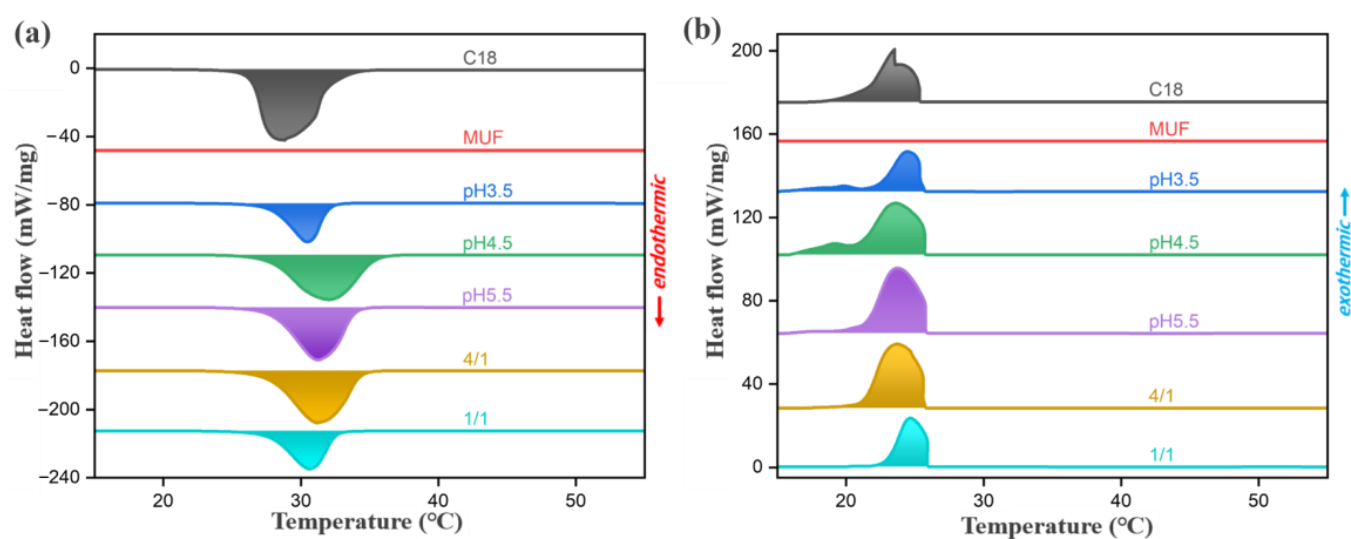 (a)
C18
MUF
pH3.5
pH4.5
pH5.5
4/1
1/1
0
−40
−80
−120
−160
−200
−240
20
30
40
50
Heat flow (mW/mg)
Temperature (℃)
endothermic
(b)
C18
MUF
pH3.5
pH4.5
pH5.5
4/1
1/1
200
160
120
80
40
0
20
30
40
50
Heat flow (mW/mg)
Temperature (℃)
exothermic